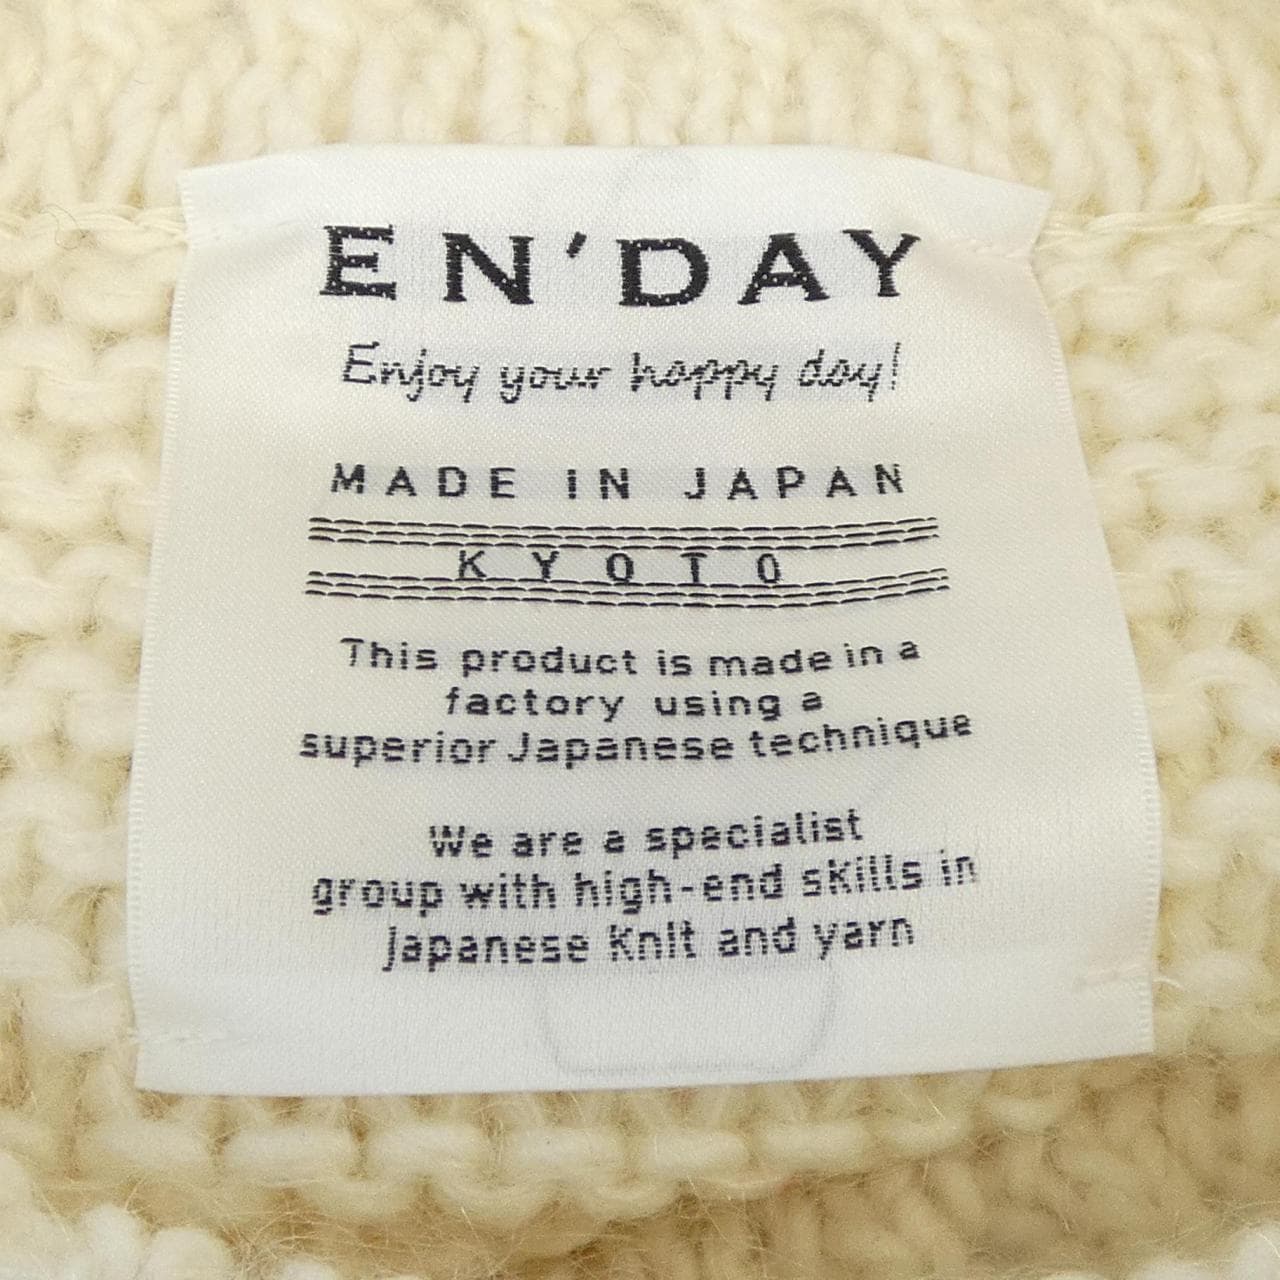 EN'DAY
Enjoy your happy day!
MADE IN JAPAN
KYOTO
This product is made in a
factory using a
superior Japanese technique
We are a specialist
group with high-end skills in
Japanese Knit and yarn